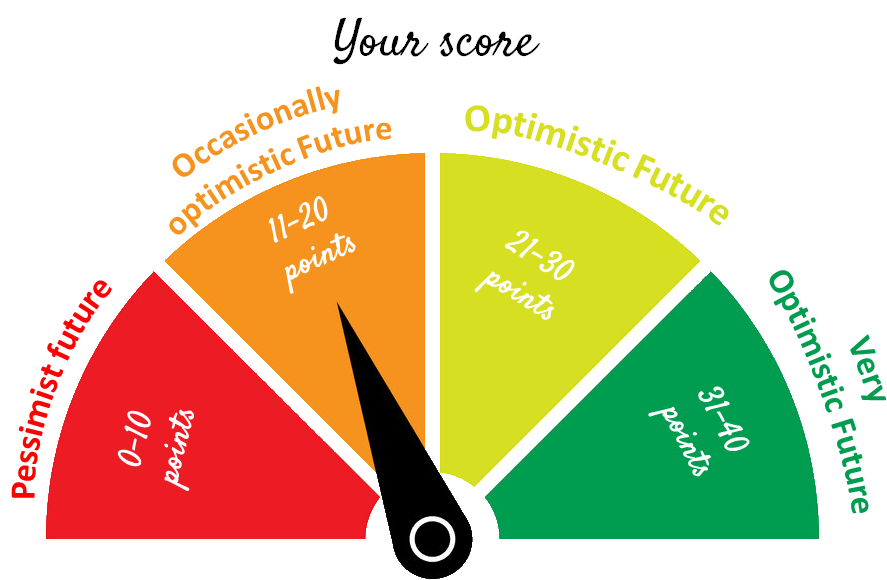 Your score
Occasionally
optimistic Future
Optimistic Future
11-20
points
21-30
points
Pessimist future
0-10
points
Very
Optimistic Future
31-40
points